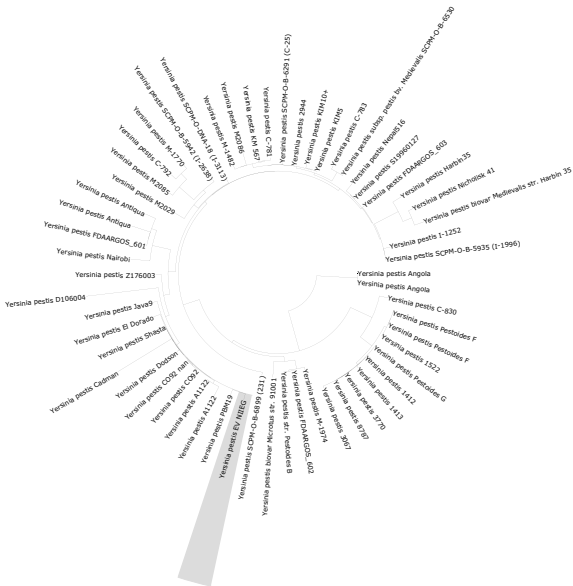 Yersinia pestis SCPM-O-B-6291 (C-25)
Yersinia pestis 2944
Yersinia pestis KIM10+
Yersinia pestis KIM5
Yersinia pestis C-783
Yersinia pestis subsp. pestis bv. Medievalis SCPM-O-B-6530
Yersinia pestis Nepal516
Yersinia pestis S19960127
Yersinia pestis FDAARGOS_603
Yersinia pestis Harbin35
Yersinia pestis Nicholisk 41
Yersinia pestis biovar Medievalis str. Harbin 35
Yersinia pestis I-1252
Yersinia pestis SCPM-O-B-5935 (I-1996)
Yersinia pestis Angola
Yersinia pestis Angola
Yersinia pestis C-830
Yersinia pestis Pestoides F
Yersinia pestis Pestoides F
Yersinia pestis 1522
Yersinia pestis Pestoides G
Yersinia pestis 1412
Yersinia pestis 1413
Yersinia pestis 3770
Yersinia pestis 8787
Yersinia pestis 3067
Yersinia pestis M-1974
Yersinia pestis FDAARGOS_602
Yersinia pestis str. Pestoides B
Yersinia pestis biovar Microtus str. 91001
Yersinia pestis SCPM-O-B-6899 (231)
Yersinia pestis EV NIIEG
Yersinia pestis PBM19
Yersinia pestis A1122
Yersinia pestis A1122
Yersinia pestis CO92
Yersinia pestis CO92_nan
Yersinia pestis Dodson
Yersinia pestis Cadman
Yersinia pestis Shasta
Yersinia pestis El Dorado
Yersinia pestis Java9
Yersinia pestis D106004
Yersinia pestis Z176003
Yersinia pestis Nairobi
Yersinia pestis FDAARGOS_601
Yersinia pestis Antiqua
Yersinia pestis Antiqua
Yersinia pestis M2029
Yersinia pestis M2085
Yersinia pestis C-792
Yersinia pestis M-1770
Yersinia pestis SCPM-O-B-5942 (I-2638)
Yersinia pestis SCPM-O-DNA-18 (I-3113)
Yersinia pestis M-1482
Yersinia pestis M2086
Yersinia pestis KM 567
Yersinia pestis C-781